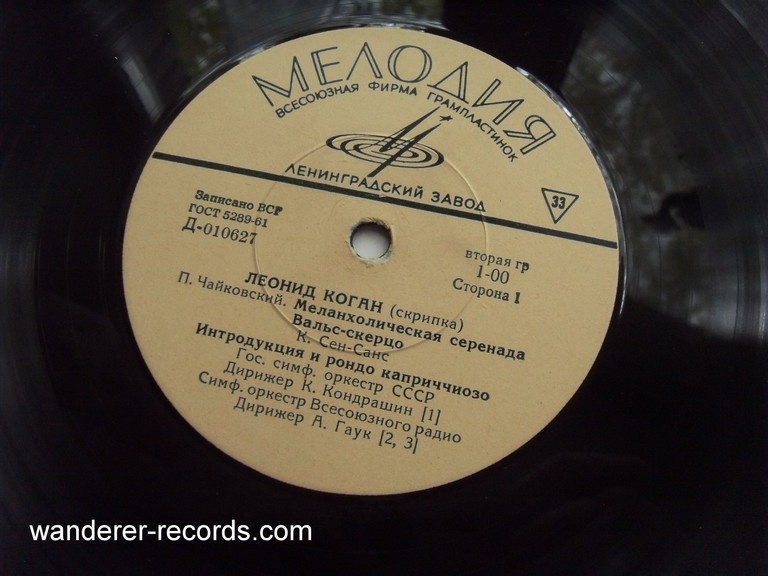 МЕЛОДИЯ
ВСЕСОЮЗНАЯ ФИРМА ГРАМПЛАСТИНОК
ЛЕНИНГРАДСКИЙ ЗАВОД
33
Записано ВСР
ГОСТ 5289-61
Д-010627
вторая гр
1-00
Сторона 1
ЛЕОНИД КОГАН (скрипка)
П. Чайковский. Меланхолическая серенада
Вальс-скерцо
К. Сен-Санс
Интродукция и рондо каприччиозо
Гос. симф. оркестр СССР
Дирижер К. Кондрашин [1]
Симф. оркестр Всесоюзного радио
Дирижер А. Гаук [2, 3]
wanderer-records.com